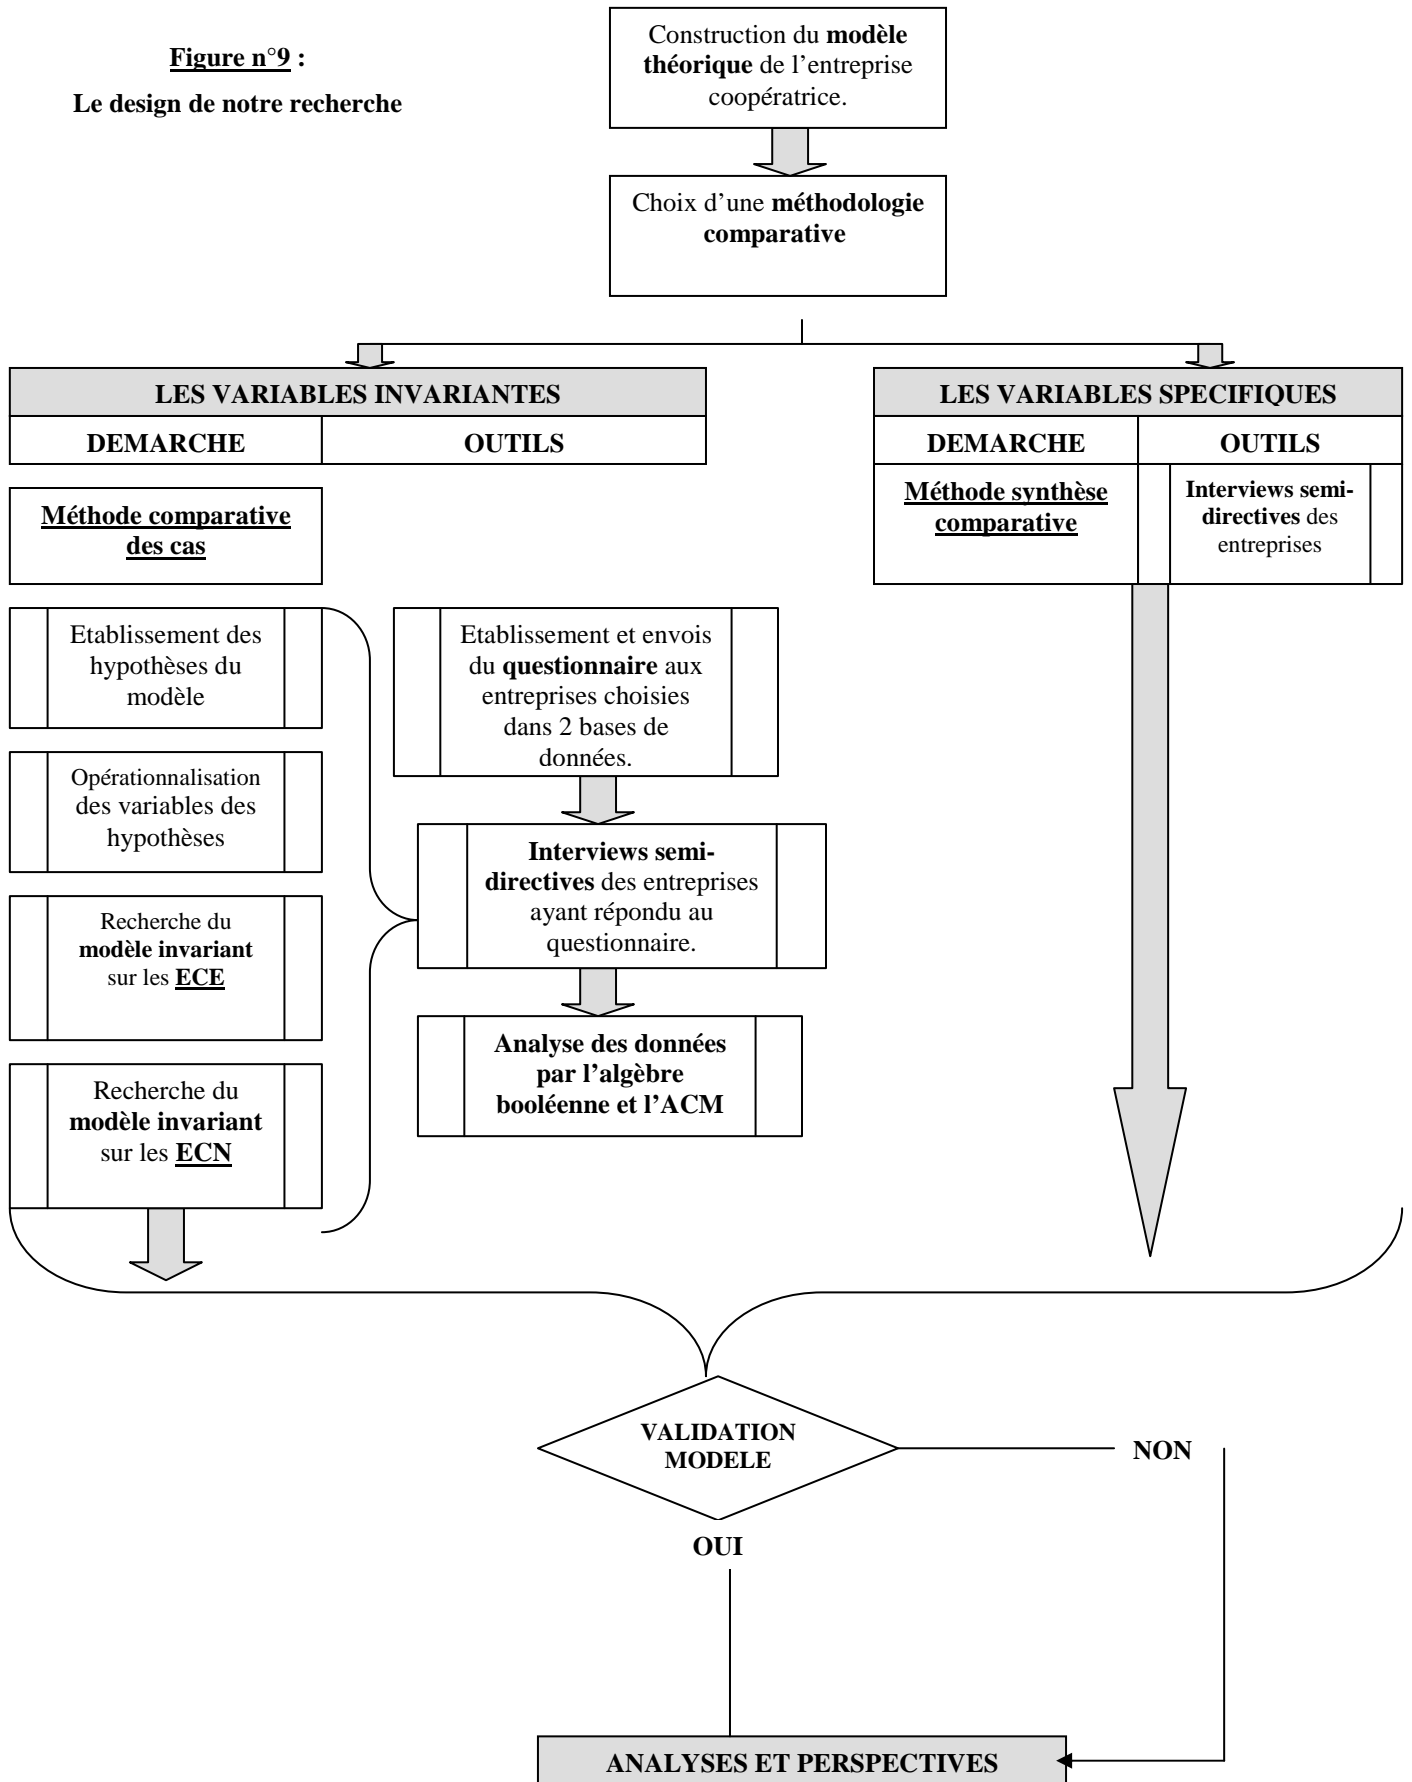 Figure n°9 :
Le design de notre recherche
Construction du modèle
théorique de l’entreprise
coopératrice.
Choix d’une méthodologie
comparative
LES VARIABLES INVARIANTES
DEMARCHE
OUTILS
Méthode comparative
des cas
Etablissement des
hypothèses du
modèle
Opérationnalisation
des variables des
hypothèses
Recherche du
modèle invariant
sur les ECE
Recherche du
modèle invariant
sur les ECN
Etablissement et envois
du questionnaire aux
entreprises choisies
dans 2 bases de
données.
Interviews semi-
directives des entreprises
ayant répondu au
questionnaire.
Analyse des données
par l’algèbre
booléenne et l’ACM
LES VARIABLES SPECIFIQUES
DEMARCHE
OUTILS
Méthode synthèse
comparative
Interviews semi-
directives des
entreprises
VALIDATION
MODELE
NON
OUI
ANALYSES ET PERSPECTIVES